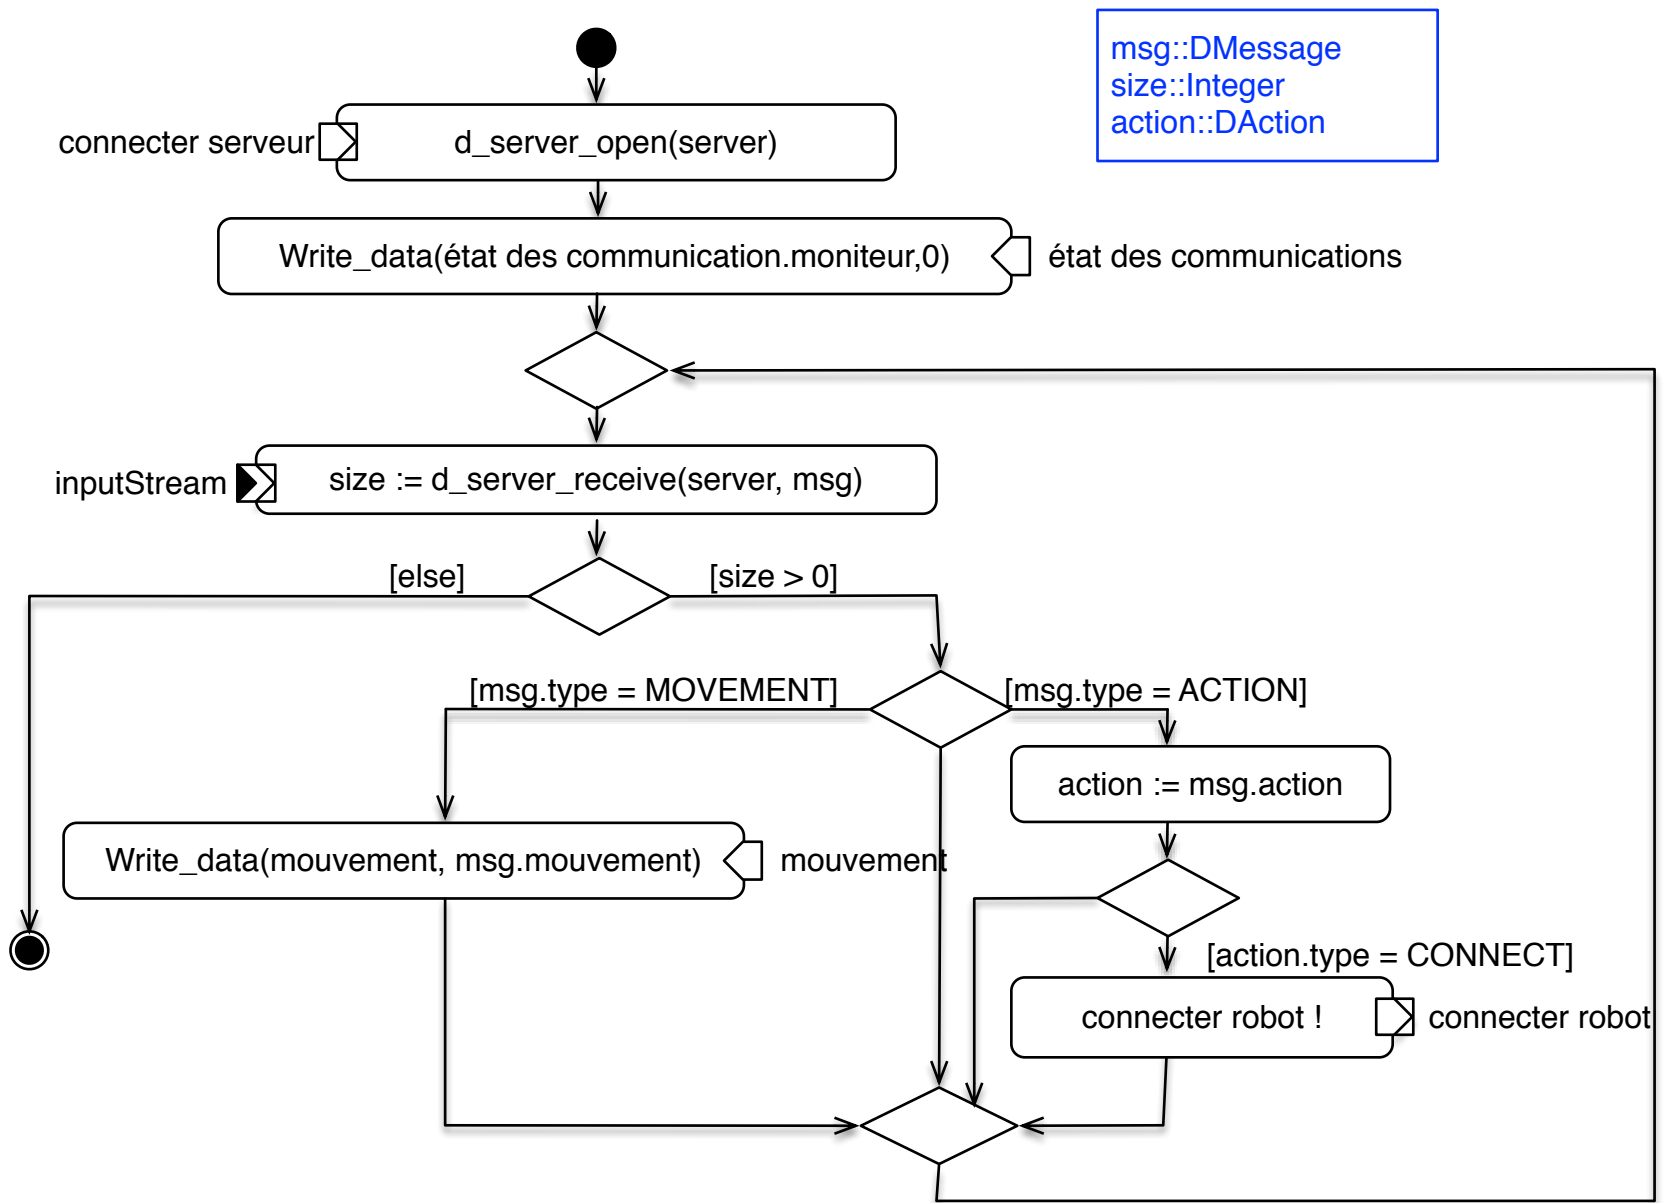 msg::DMessage
size::Integer
action::DAction
connecter serveur
d_server_open(server)
Write_data(état des communication.moniteur,0)
état des communications
inputStream
size := d_server_receive(server, msg)
[else]
[size > 0]
[msg.type = MOVEMENT]
[msg.type = ACTION]
action := msg.action
Write_data(mouvement, msg.mouvement)
mouvement
[action.type = CONNECT]
connecter robot !
connecter robot